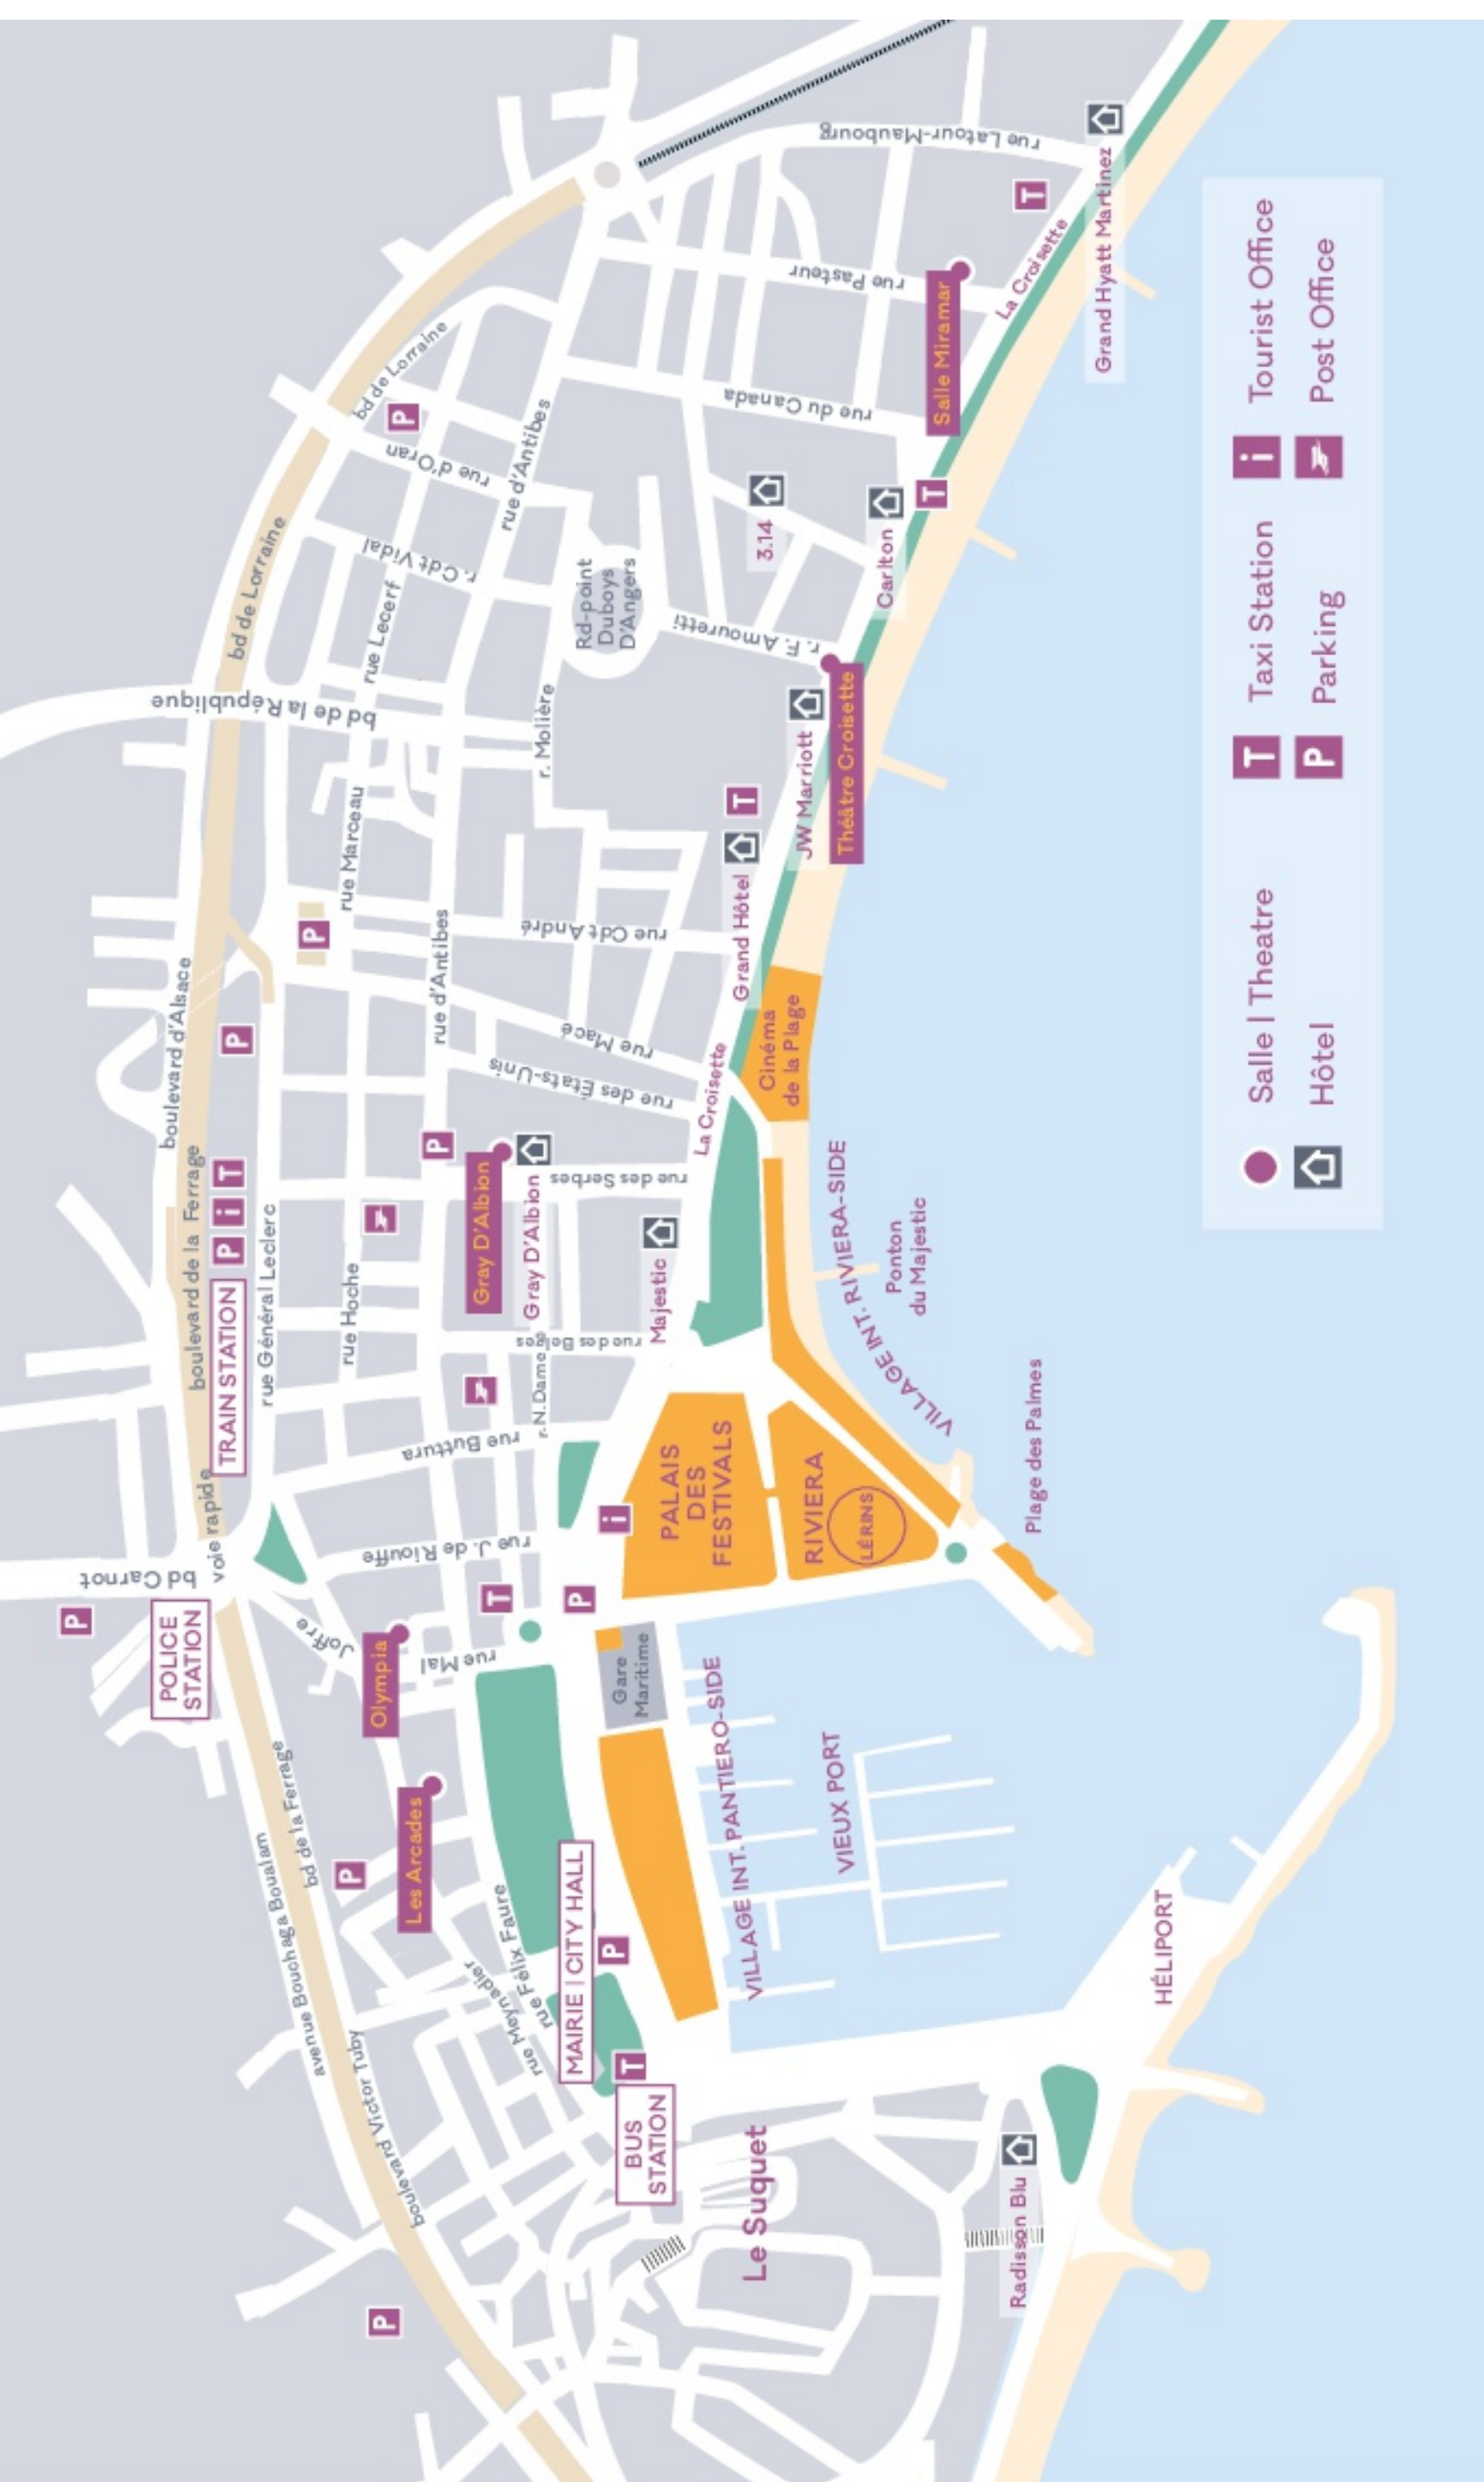 bd Carnot
voie rapide
POLICE
STATION
TRAIN STATION
boulevard de la Ferrage
boulevard d'Alsace
bd de la République
bd de Lorraine
bd de Lorraine
avenue Bouchaga Boualam
bd de la Ferrage
boulevard Victor Tuby
Joffre
rue Général Leclerc
rue Hoche
rue Marceau
rue Lecerf
r. Cdt Vidal
rue d'Oran
Olympia
Les Arcades
rue Mal
rue J. de Riouffe
rue Buttura
r. N. Dame
rue des Belges
Gray D'Albion
Gray D'Albion
rue des Serbes
rue des États-Unis
rue Macé
rue d'Antibes
rue Cdt André
r. Molière
rue d'Antibes
Rd-point
Duboys
D'Angers
r. F. Amouretti
3.14
rue du Canada
rue Pasteur
rue Latour-Maubourg
rue Meynadier
rue Félix Faure
MAIRIE | CITY HALL
BUS
STATION
Le Suquet
Gare
Maritime
PALAIS
DES
FESTIVALS
RIVIERA
LÉRINS
Majestic
La Croisette
Cinéma
de la Plage
Grand Hôtel
JW Marriott
Théâtre Croisette
Carlton
Salle Miramar
La Croisette
Grand Hyatt Martinez
VILLAGE INT. PANTIERO-SIDE
VIEUX PORT
VILLAGE INT. RIVIERA-SIDE
Ponton
du Majestic
Plage des Palmes
Radisson Blu
HÉLIPORT
Salle | Theatre
T Taxi Station
i Tourist Office
Hôtel
P Parking
Post Office